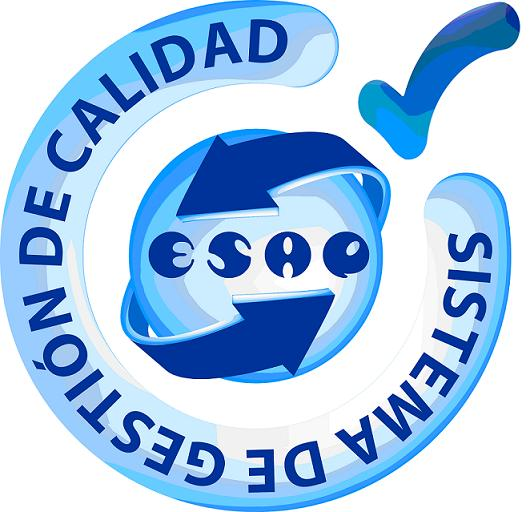 SISTEMA DE GESTIÓN DE CALIDAD
ESAP